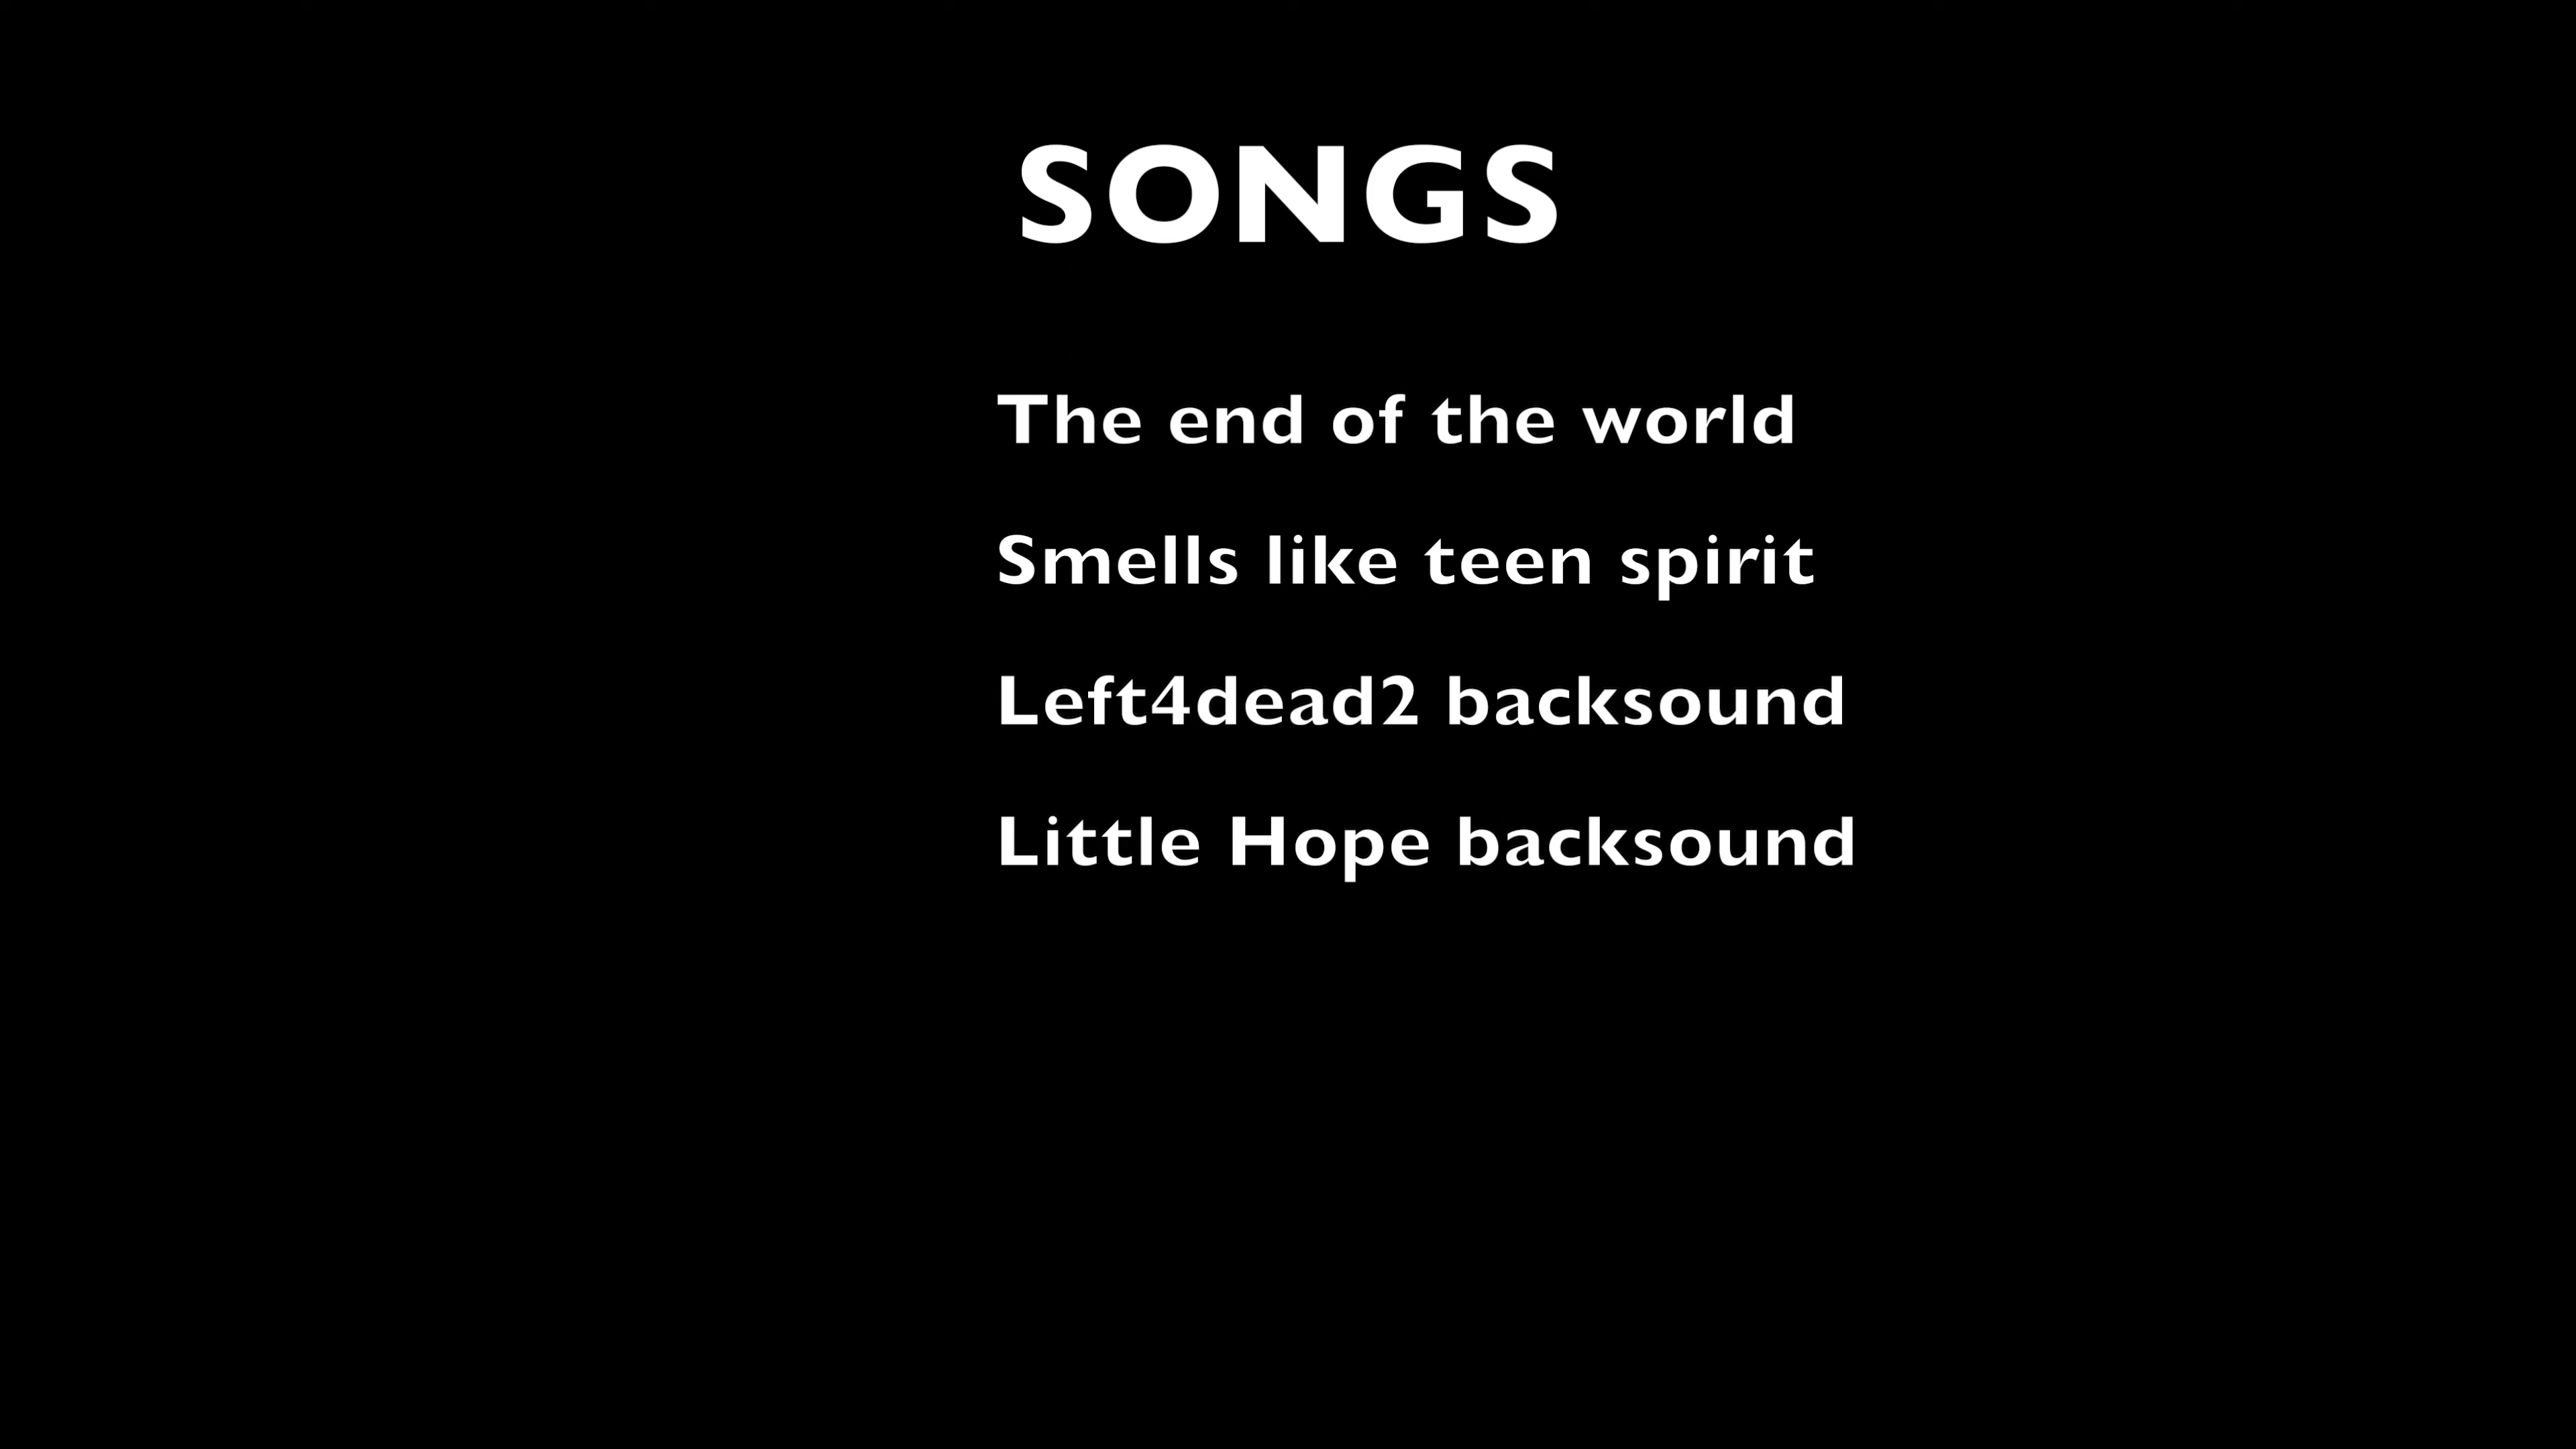 SONGS
The end of the world
Smells like teen spirit
Left4dead2 backsound
Little Hope backsound